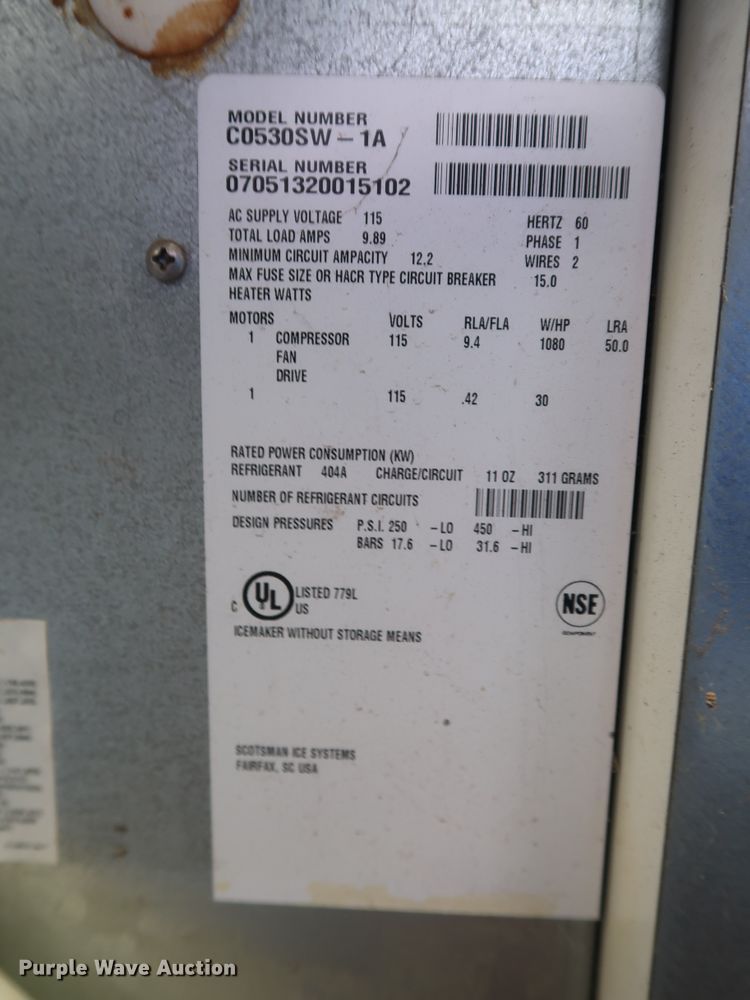 MODEL NUMBER
C0530SW-1A
SERIAL NUMBER
07051320015102
AC SUPPLY VOLTAGE 115 HERTZ 60
TOTAL LOAD AMPS 9.89 PHASE 1
MINIMUM CIRCUIT AMPACITY 12.2 WIRES 2
MAX FUSE SIZE OR HACR TYPE CIRCUIT BREAKER 15.0
HEATER WATTS
MOTORS VOLTS RLA/FLA W/HP LRA
1 COMPRESSOR 115 9.4 1080 50.0
FAN
DRIVE
1 115 .42 30
RATED POWER CONSUMPTION (KW)
REFRIGERANT 404A CHARGE/CIRCUIT 11 OZ 311 GRAMS
NUMBER OF REFRIGERANT CIRCUITS
DESIGN PRESSURES P.S.I. 250 -LO 450 -HI
BARS 17.6 -LO 31.6 -HI
C UL LISTED 779L
US
NSF
COMPONENT
ICEMAKER WITHOUT STORAGE MEANS
SCOTSMAN ICE SYSTEMS
FAIRFAX, SC USA
Purple Wave Auction